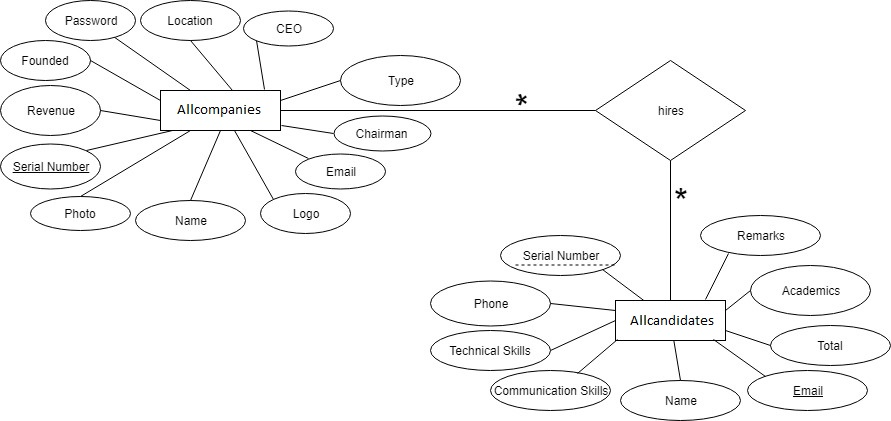 Password
Location
CEO
Founded
Type
Allcompanies
*
hires
Revenue
Chairman
Serial Number
Email
Photo
Name
Logo
*
Remarks
Serial Number
Academics
Phone
Allcandidates
Total
Technical Skills
Communication Skills
Name
Email